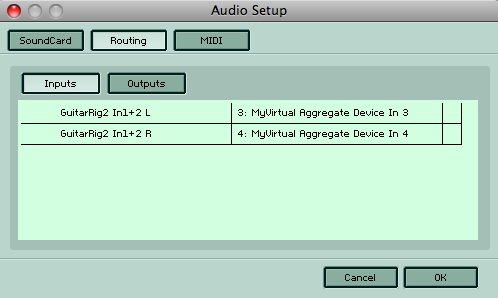 Audio Setup
SoundCard Routing MIDI
Inputs Outputs
GuitarRig2 In1+2 L 3: MyVirtual Aggregate Device In 3
GuitarRig2 In1+2 R 4: MyVirtual Aggregate Device In 4
Cancel OK